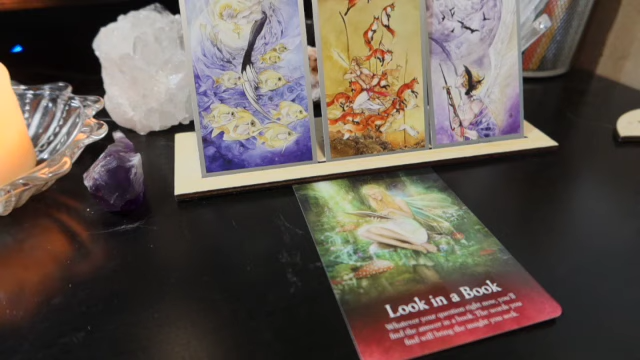 Look in a Book
Whatever your question right now, you'll
find the answer in a book. The words you
find will bring the insight you seek.